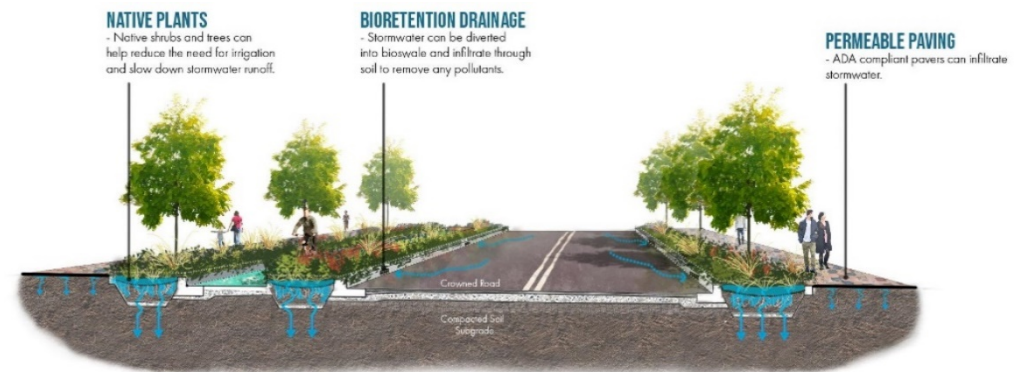 NATIVE PLANTS
- Native shrubs and trees can
help reduce the need for irrigation
and slow down stormwater runoff.
BIORETENTION DRAINAGE
- Stormwater can be diverted
into bioswale and infiltrate through
soil to remove any pollutants.
PERMEABLE PAVING
- ADA compliant pavers can infiltrate
stormwater.
Crowned Road
Compacted Soil
Subgrade